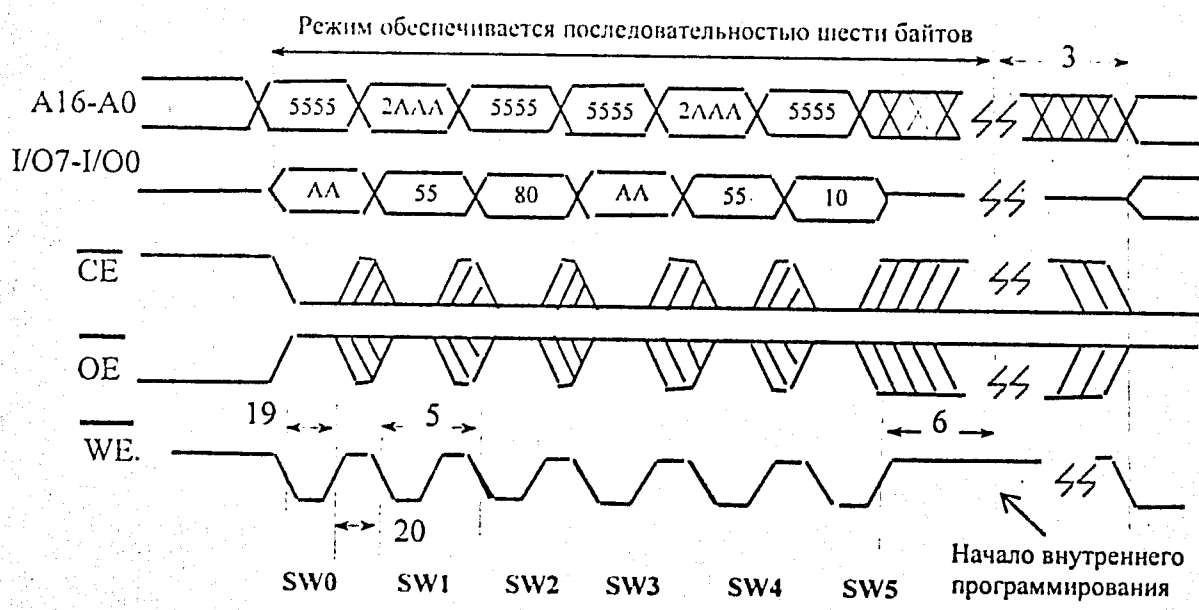 Режим обеспечивается последовательностью шести байтов
3
A16-A0 5555 2AAA 5555 5555 2AAA 5555
I/O7-I/O0
AA 55 80 AA 55 10
CE
OE
19 5 6
WE.
20
SW0 SW1 SW2 SW3 SW4 SW5
Начало внутреннего
программирования